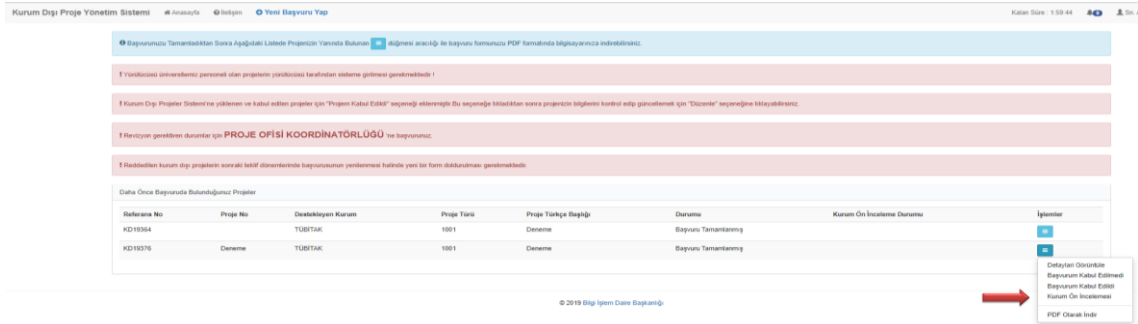 Kurum Dışı Proje Yönetim Sistemi Anasayfa İletişim Yeni Başvuru Yap Kalan Süre : 1:59:44
Başvurunuzu Tamamladıktan Sonra Aşağıdaki Listede Projenizin Yanında Bulunan düğmesi aracılığı ile başvuru formunuzu PDF formatında bilgisayarınıza indirebilirsiniz.
! Yürütücüsü üniversitemiz personeli olan projelerin yürütücüsü tarafından sisteme girilmesi gerekmektedir !
! Kurum Dışı Projeler Sistemi'ne yüklenen ve kabul edilen projeler için "Projem Kabul Edildi" seçeneği eklenmiştir.Bu seçeneğe tıkladıktan sonra projenizin bilgilerini kontrol edip güncellemek için "Düzenle" seçeneğine tıklayabilirsiniz.
! Revizyon gerektiren durumlar için PROJE OFİSİ KOORDİNATÖRLÜĞÜ 'ne başvurunuz.
! Reddedilen kurum dışı projelerin sonraki teklif dönemlerinde başvurusunun yenilenmesi halinde yeni bir form doldurulması gerekmektedir.
Daha Önce Başvuruda Bulunduğunuz Projeler
Referans No Proje No Destekleyen Kurum Proje Türü Proje Türkçe Başlığı Durumu Kurum Ön İnceleme Durumu İşlemler
KD19364 TÜBİTAK 1001 Deneme Başvuru Tamamlanmış
KD19376 Deneme TÜBİTAK 1001 Deneme Başvuru Tamamlanmış
Detayları Görüntüle
Başvurum Kabul Edilmedi
Başvurum Kabul Edildi
Kurum Ön İncelemesi
PDF Olarak İndir
© 2019 Bilgi İşlem Daire Başkanlığı